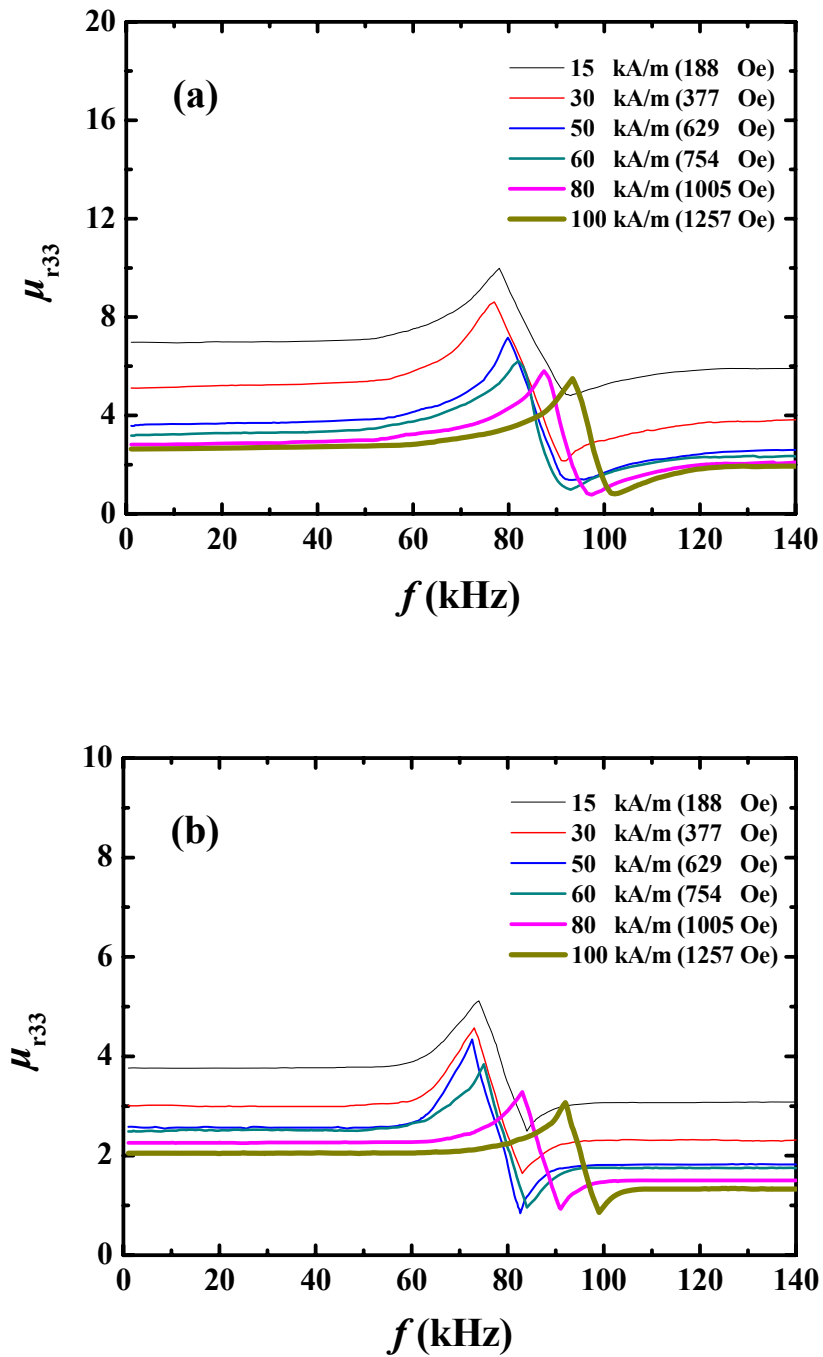 20
16
12
8
4
0
μr33
(a)
15 kA/m (188 Oe)
30 kA/m (377 Oe)
50 kA/m (629 Oe)
60 kA/m (754 Oe)
80 kA/m (1005 Oe)
100 kA/m (1257 Oe)
0 20 40 60 80 100 120 140
f (kHz)
10
8
6
4
2
0
μr33
(b)
15 kA/m (188 Oe)
30 kA/m (377 Oe)
50 kA/m (629 Oe)
60 kA/m (754 Oe)
80 kA/m (1005 Oe)
100 kA/m (1257 Oe)
0 20 40 60 80 100 120 140
f (kHz)